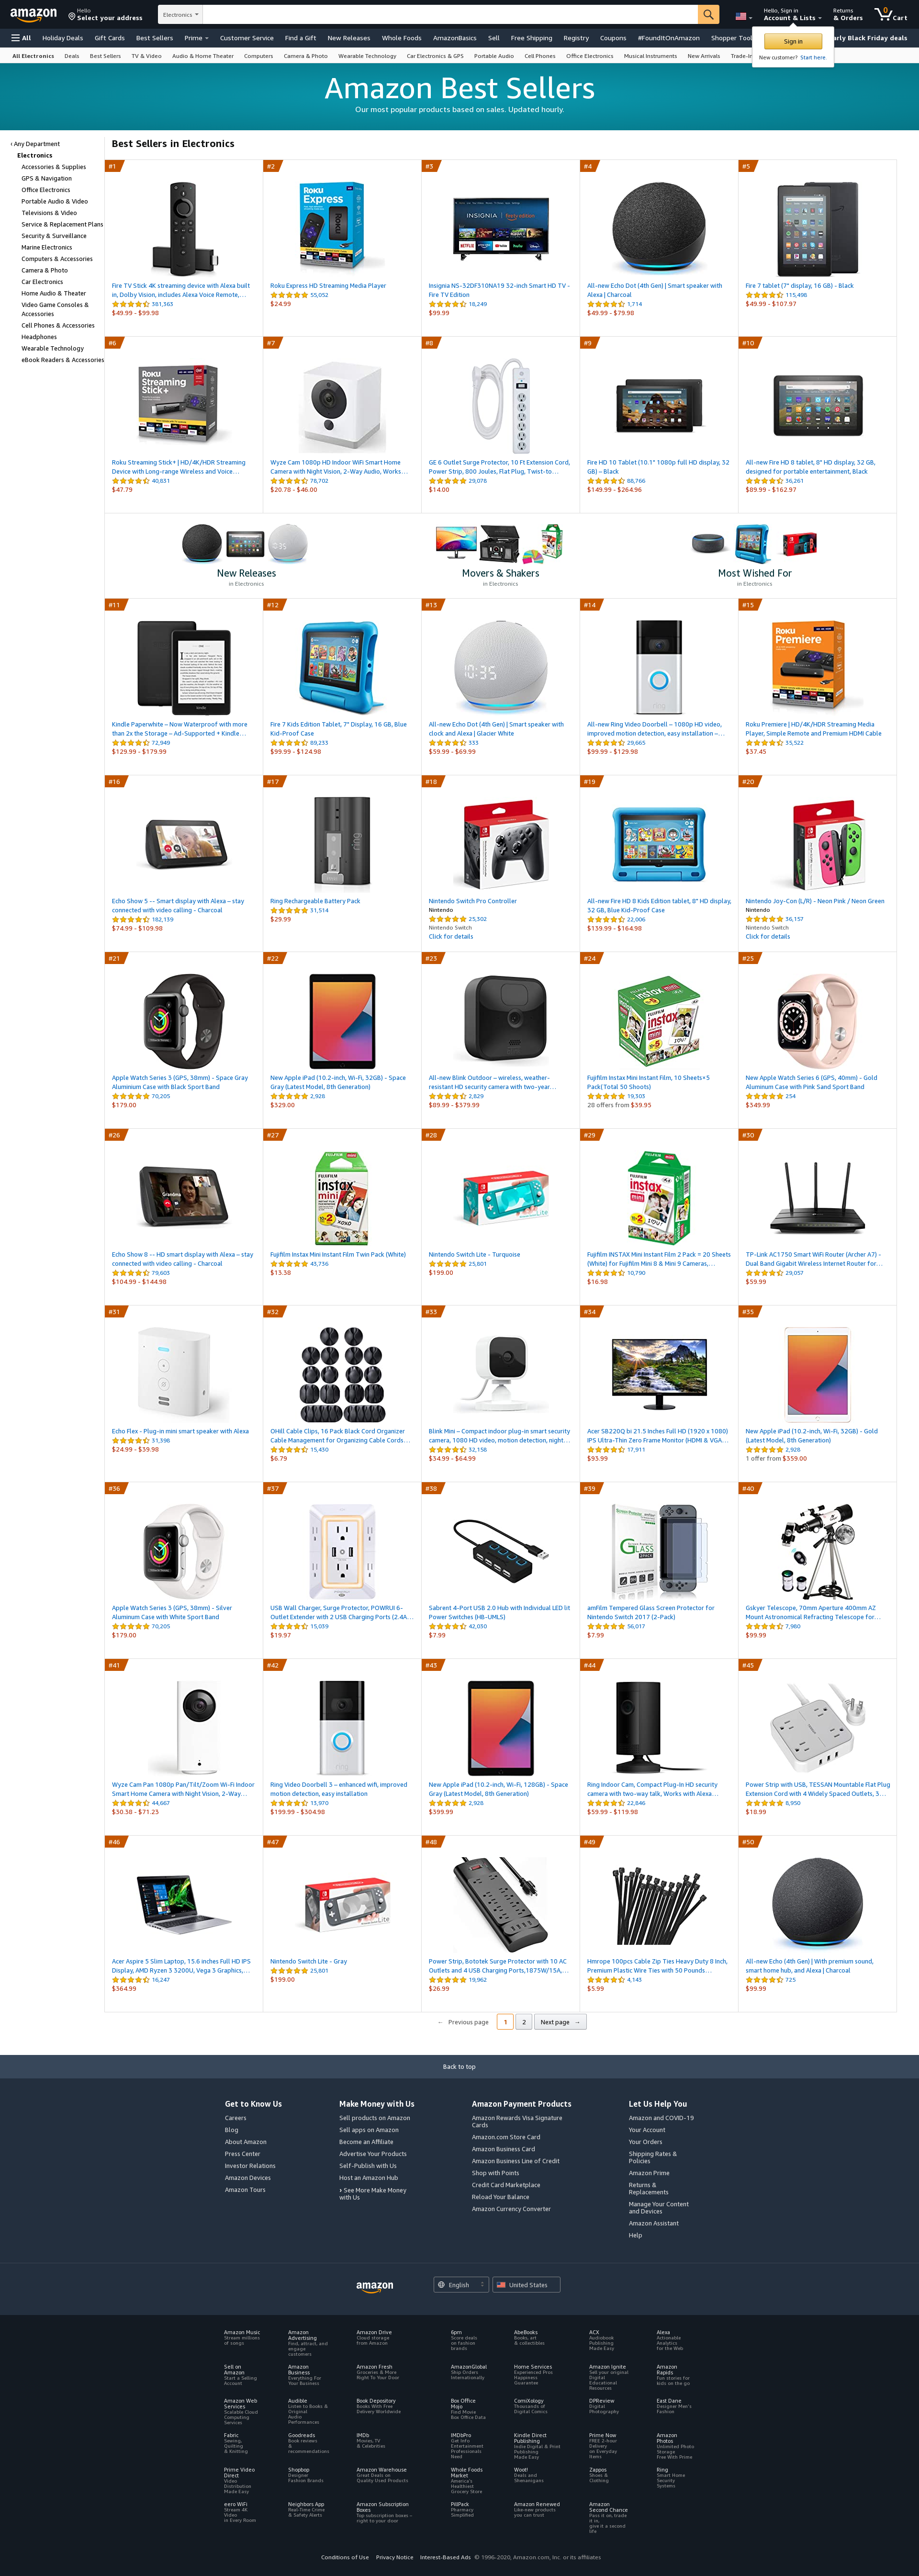 amazon
Hello
Select your address
Electronics
Hello, Sign in
Account & Lists
Returns
& Orders
0
Cart
All
Holiday Deals
Gift Cards
Best Sellers
Prime
Customer Service
Find a Gift
New Releases
Whole Foods
AmazonBasics
Sell
Free Shipping
Registry
Coupons
#FoundItOnAmazon
Shopper Tool
arly Black Friday deals
Sign in
New customer? Start here.
All Electronics
Deals
Best Sellers
TV & Video
Audio & Home Theater
Computers
Camera & Photo
Wearable Technology
Car Electronics & GPS
Portable Audio
Cell Phones
Office Electronics
Musical Instruments
New Arrivals
Trade-In
Amazon Best Sellers
Our most popular products based on sales. Updated hourly.
‹ Any Department
Electronics
Accessories & Supplies
GPS & Navigation
Office Electronics
Portable Audio & Video
Televisions & Video
Service & Replacement Plans
Security & Surveillance
Marine Electronics
Computers & Accessories
Camera & Photo
Car Electronics
Home Audio & Theater
Video Game Consoles &
Accessories
Cell Phones & Accessories
Headphones
Wearable Technology
eBook Readers & Accessories
Best Sellers in Electronics
#1
Fire TV Stick 4K streaming device with Alexa built
in, Dolby Vision, includes Alexa Voice Remote,…
381,363
$49.99 - $99.98
#2
Roku Express HD Streaming Media Player
55,052
$24.99
#3
Insignia NS-32DF310NA19 32-inch Smart HD TV -
Fire TV Edition
18,249
$99.99
#4
All-new Echo Dot (4th Gen) | Smart speaker with
Alexa | Charcoal
1,714
$49.99 - $79.98
#5
Fire 7 tablet (7" display, 16 GB) - Black
115,498
$49.99 - $107.97
#6
Roku Streaming Stick+ | HD/4K/HDR Streaming
Device with Long-range Wireless and Voice…
40,831
$47.79
#7
Wyze Cam 1080p HD Indoor WiFi Smart Home
Camera with Night Vision, 2-Way Audio, Works…
78,702
$20.78 - $46.00
#8
GE 6 Outlet Surge Protector, 10 Ft Extension Cord,
Power Strip, 800 Joules, Flat Plug, Twist-to…
29,078
$14.00
#9
Fire HD 10 Tablet (10.1" 1080p full HD display, 32
GB) – Black
88,766
$149.99 - $264.96
#10
All-new Fire HD 8 tablet, 8" HD display, 32 GB,
designed for portable entertainment, Black
36,261
$89.99 - $162.97
New Releases
in Electronics
Movers & Shakers
in Electronics
Most Wished For
in Electronics
#11
Kindle Paperwhite – Now Waterproof with more
than 2x the Storage – Ad-Supported + Kindle…
72,949
$129.99 - $179.99
#12
Fire 7 Kids Edition Tablet, 7" Display, 16 GB, Blue
Kid-Proof Case
89,233
$99.99 - $124.98
#13
All-new Echo Dot (4th Gen) | Smart speaker with
clock and Alexa | Glacier White
333
$59.99 - $69.99
#14
All-new Ring Video Doorbell – 1080p HD video,
improved motion detection, easy installation –…
29,665
$99.99 - $129.98
#15
Roku Premiere | HD/4K/HDR Streaming Media
Player, Simple Remote and Premium HDMI Cable
35,522
$37.45
#16
Echo Show 5 -- Smart display with Alexa – stay
connected with video calling - Charcoal
182,139
$74.99 - $109.98
#17
Ring Rechargeable Battery Pack
31,514
$29.99
#18
Nintendo Switch Pro Controller
Nintendo
25,302
Nintendo Switch
Click for details
#19
All-new Fire HD 8 Kids Edition tablet, 8" HD display,
32 GB, Blue Kid-Proof Case
22,006
$139.99 - $164.98
#20
Nintendo Joy-Con (L/R) - Neon Pink / Neon Green
Nintendo
36,157
Nintendo Switch
Click for details
#21
Apple Watch Series 3 (GPS, 38mm) - Space Gray
Aluminium Case with Black Sport Band
70,205
$179.00
#22
New Apple iPad (10.2-inch, Wi-Fi, 32GB) - Space
Gray (Latest Model, 8th Generation)
2,928
$329.00
#23
All-new Blink Outdoor – wireless, weather-
resistant HD security camera with two-year…
2,629
$89.99 - $379.99
#24
Fujifilm Instax Mini Instant Film, 10 Sheets×5
Pack(Total 50 Shoots)
19,303
28 offers from $39.95
#25
New Apple Watch Series 6 (GPS, 40mm) - Gold
Aluminum Case with Pink Sand Sport Band
254
$349.99
#26
Echo Show 8 -- HD smart display with Alexa – stay
connected with video calling - Charcoal
79,603
$104.99 - $144.98
#27
Fujifilm Instax Mini Instant Film Twin Pack (White)
43,736
$13.38
#28
Nintendo Switch Lite - Turquoise
25,801
$199.00
#29
Fujifilm INSTAX Mini Instant Film 2 Pack = 20 Sheets
(White) for Fujifilm Mini 8 & Mini 9 Cameras,…
10,790
$16.98
#30
TP-Link AC1750 Smart WiFi Router (Archer A7) -
Dual Band Gigabit Wireless Internet Router for…
29,057
$59.99
#31
Echo Flex - Plug-in mini smart speaker with Alexa
31,398
$24.99 - $39.98
#32
OHill Cable Clips, 16 Pack Black Cord Organizer
Cable Management for Organizing Cable Cords…
15,430
$6.79
#33
Blink Mini – Compact indoor plug-in smart security
camera, 1080 HD video, motion detection, night…
32,158
$34.99 - $64.99
#34
Acer SB220Q bi 21.5 Inches Full HD (1920 x 1080)
IPS Ultra-Thin Zero Frame Monitor (HDMI & VGA…
17,911
$93.99
#35
New Apple iPad (10.2-inch, Wi-Fi, 32GB) - Gold
(Latest Model, 8th Generation)
2,928
1 offer from $359.00
#36
Apple Watch Series 3 (GPS, 38mm) - Silver
Aluminum Case with White Sport Band
70,205
$179.00
#37
USB Wall Charger, Surge Protector, POWRUI 6-
Outlet Extender with 2 USB Charging Ports (2.4A…
15,039
$19.97
#38
Sabrent 4-Port USB 2.0 Hub with Individual LED lit
Power Switches (HB-UMLS)
42,030
$7.99
#39
amFilm Tempered Glass Screen Protector for
Nintendo Switch 2017 (2-Pack)
56,017
$7.99
#40
Gskyer Telescope, 70mm Aperture 400mm AZ
Mount Astronomical Refracting Telescope for…
7,980
$99.99
#41
Wyze Cam Pan 1080p Pan/Tilt/Zoom Wi-Fi Indoor
Smart Home Camera with Night Vision, 2-Way…
44,667
$30.38 - $71.23
#42
Ring Video Doorbell 3 – enhanced wifi, improved
motion detection, easy installation
13,970
$199.99 - $304.98
#43
New Apple iPad (10.2-inch, Wi-Fi, 128GB) - Space
Gray (Latest Model, 8th Generation)
2,928
$399.99
#44
Ring Indoor Cam, Compact Plug-In HD security
camera with two-way talk, Works with Alexa…
22,846
$59.99 - $119.98
#45
Power Strip with USB, TESSAN Mountable Flat Plug
Extension Cord with 4 Widely Spaced Outlets, 3…
8,950
$18.99
#46
Acer Aspire 5 Slim Laptop, 15.6 inches Full HD IPS
Display, AMD Ryzen 3 3200U, Vega 3 Graphics,…
16,247
$364.99
#47
Nintendo Switch Lite - Gray
25,801
$199.00
#48
Power Strip, Bototek Surge Protector with 10 AC
Outlets and 4 USB Charging Ports,1875W/15A,…
19,962
$26.99
#49
Hmrope 100pcs Cable Zip Ties Heavy Duty 8 Inch,
Premium Plastic Wire Ties with 50 Pounds…
4,143
$5.99
#50
All-new Echo (4th Gen) | With premium sound,
smart home hub, and Alexa | Charcoal
725
$99.99
← Previous page
1
2
Next page →
Back to top
Get to Know Us
Careers
Blog
About Amazon
Press Center
Investor Relations
Amazon Devices
Amazon Tours
Make Money with Us
Sell products on Amazon
Sell apps on Amazon
Become an Affiliate
Advertise Your Products
Self-Publish with Us
Host an Amazon Hub
› See More Make Money
with Us
Amazon Payment Products
Amazon Rewards Visa Signature
Cards
Amazon.com Store Card
Amazon Business Card
Amazon Business Line of Credit
Shop with Points
Credit Card Marketplace
Reload Your Balance
Amazon Currency Converter
Let Us Help You
Amazon and COVID-19
Your Account
Your Orders
Shipping Rates &
Policies
Amazon Prime
Returns &
Replacements
Manage Your Content
and Devices
Amazon Assistant
Help
amazon
English
United States
Amazon Music
Stream millions
of songs
Amazon
Advertising
Find, attract, and
engage
customers
Amazon Drive
Cloud storage
from Amazon
6pm
Score deals
on fashion
brands
AbeBooks
Books, art
& collectibles
ACX
Audiobook
Publishing
Made Easy
Alexa
Actionable
Analytics
for the Web
Sell on
Amazon
Start a Selling
Account
Amazon
Business
Everything For
Your Business
Amazon Fresh
Groceries & More
Right To Your Door
AmazonGlobal
Ship Orders
Internationally
Home Services
Experienced Pros
Happiness
Guarantee
Amazon Ignite
Sell your original
Digital
Educational
Resources
Amazon
Rapids
Fun stories for
kids on the go
Amazon Web
Services
Scalable Cloud
Computing
Services
Audible
Listen to Books &
Original
Audio
Performances
Book Depository
Books With Free
Delivery Worldwide
Box Office
Mojo
Find Movie
Box Office Data
ComiXology
Thousands of
Digital Comics
DPReview
Digital
Photography
East Dane
Designer Men's
Fashion
Fabric
Sewing,
Quilting
& Knitting
Goodreads
Book reviews
&
recommendations
IMDb
Movies, TV
& Celebrities
IMDbPro
Get Info
Entertainment
Professionals
Need
Kindle Direct
Publishing
Indie Digital & Print
Publishing
Made Easy
Prime Now
FREE 2-hour
Delivery
on Everyday
Items
Amazon
Photos
Unlimited Photo
Storage
Free With Prime
Prime Video
Direct
Video
Distribution
Made Easy
Shopbop
Designer
Fashion Brands
Amazon Warehouse
Great Deals on
Quality Used Products
Whole Foods
Market
America's
Healthiest
Grocery Store
Woot!
Deals and
Shenanigans
Zappos
Shoes &
Clothing
Ring
Smart Home
Security
Systems
eero WiFi
Stream 4K
Video
in Every Room
Neighbors App
Real-Time Crime
& Safety Alerts
Amazon Subscription
Boxes
Top subscription boxes –
right to your door
PillPack
Pharmacy
Simplified
Amazon Renewed
Like-new products
you can trust
Amazon
Second Chance
Pass it on, trade
it in,
give it a second
life
Conditions of Use
Privacy Notice
Interest-Based Ads
© 1996-2020, Amazon.com, Inc. or its affiliates